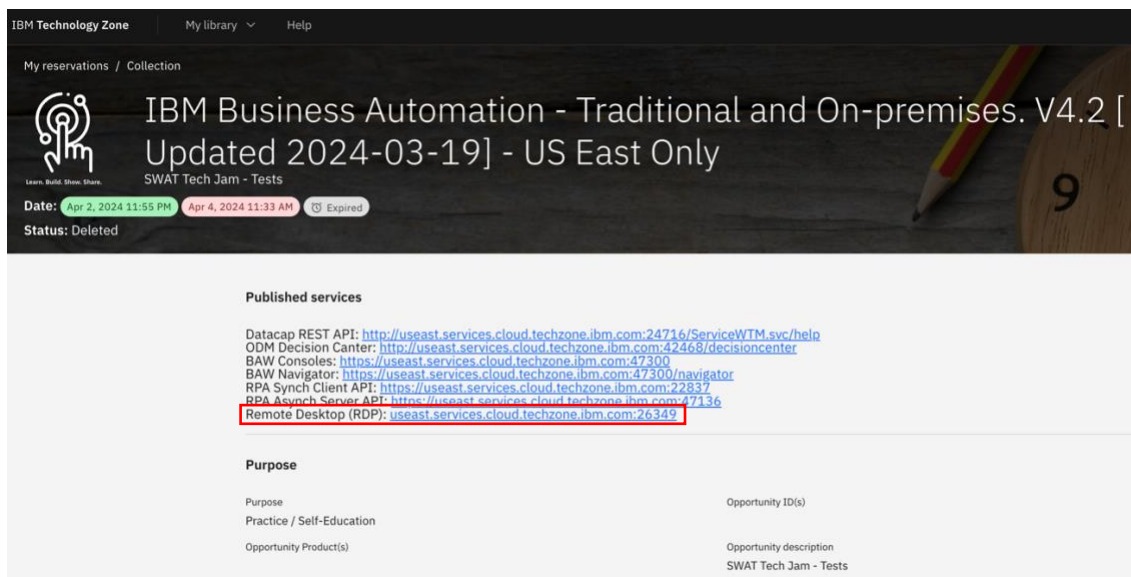 IBM Technology Zone My library Help
My reservations / Collection
IBM Business Automation - Traditional and On-premises. V4.2 [
Updated 2024-03-19] - US East Only
Learn. Build. Show. Share.
SWAT Tech Jam - Tests
Date: Apr 2, 2024 11:55 PM Apr 4, 2024 11:33 AM Expired
Status: Deleted
9
Published services
Datacap REST API: http://useast.services.cloud.techzone.ibm.com:24716/ServiceWTM.svc/help
ODM Decision Canter: http://useast.services.cloud.techzone.ibm.com:42468/decisioncenter
BAW Consoles: https://useast.services.cloud.techzone.ibm.com:47300
BAW Navigator: https://useast.services.cloud.techzone.ibm.com:47300/navigator
RPA Synch Client API: https://useast.services.cloud.techzone.ibm.com:22837
RPA Asynch Server API: https://useast.services.cloud.techzone.ibm.com:47136
Remote Desktop (RDP): useast.services.cloud.techzone.ibm.com:26349
Purpose
Purpose Opportunity ID(s)
Practice / Self-Education
Opportunity Product(s) Opportunity description
SWAT Tech Jam - Tests